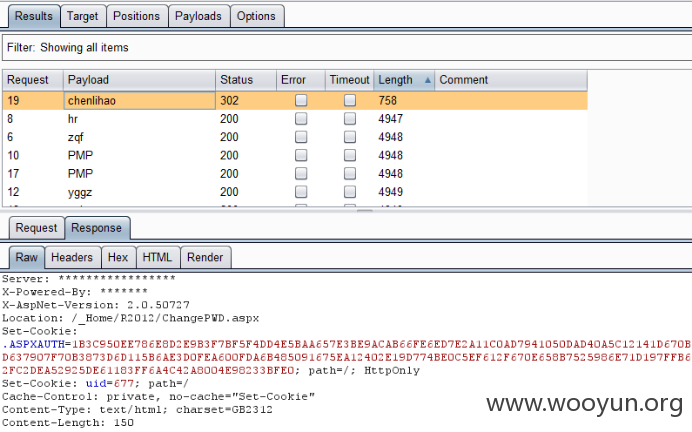 Results Target Positions Payloads Options
Filter: Showing all items
Request Payload Status Error Timeout Length Comment
19 chenlihao 302 758
8 hr 200 4947
6 zqf 200 4948
10 PMP 200 4948
17 PMP 200 4948
12 yggz 200 4949
Request Response
Raw Headers Hex HTML Render
Server: *****************
X-Powered-By: *******
X-AspNet-Version: 2.0.50727
Location: /_Home/R2012/ChangePWD.aspx
Set-Cookie:
.ASPXAUTH=1B3C950EE786E8D2E9B3F7BF5F4DD4E5BAA657E3BE9ACAB66FE6ED7E2A11C0AD7941050DAD40A5C12141D670B
D637907F70B3873D6D115B6AE3D0FEA600FDA6B485091675EA12402E19D774BE0C5EF612F670E658B7525986E71D197FFB6
2FC2DEA52925DE61183FF6A4C42A8004E98233BFE0; path=/; HttpOnly
Set-Cookie: uid=677; path=/
Cache-Control: private, no-cache="Set-Cookie"
Content-Type: text/html; charset=GB2312
Content-Length: 150
www.wooyun.org